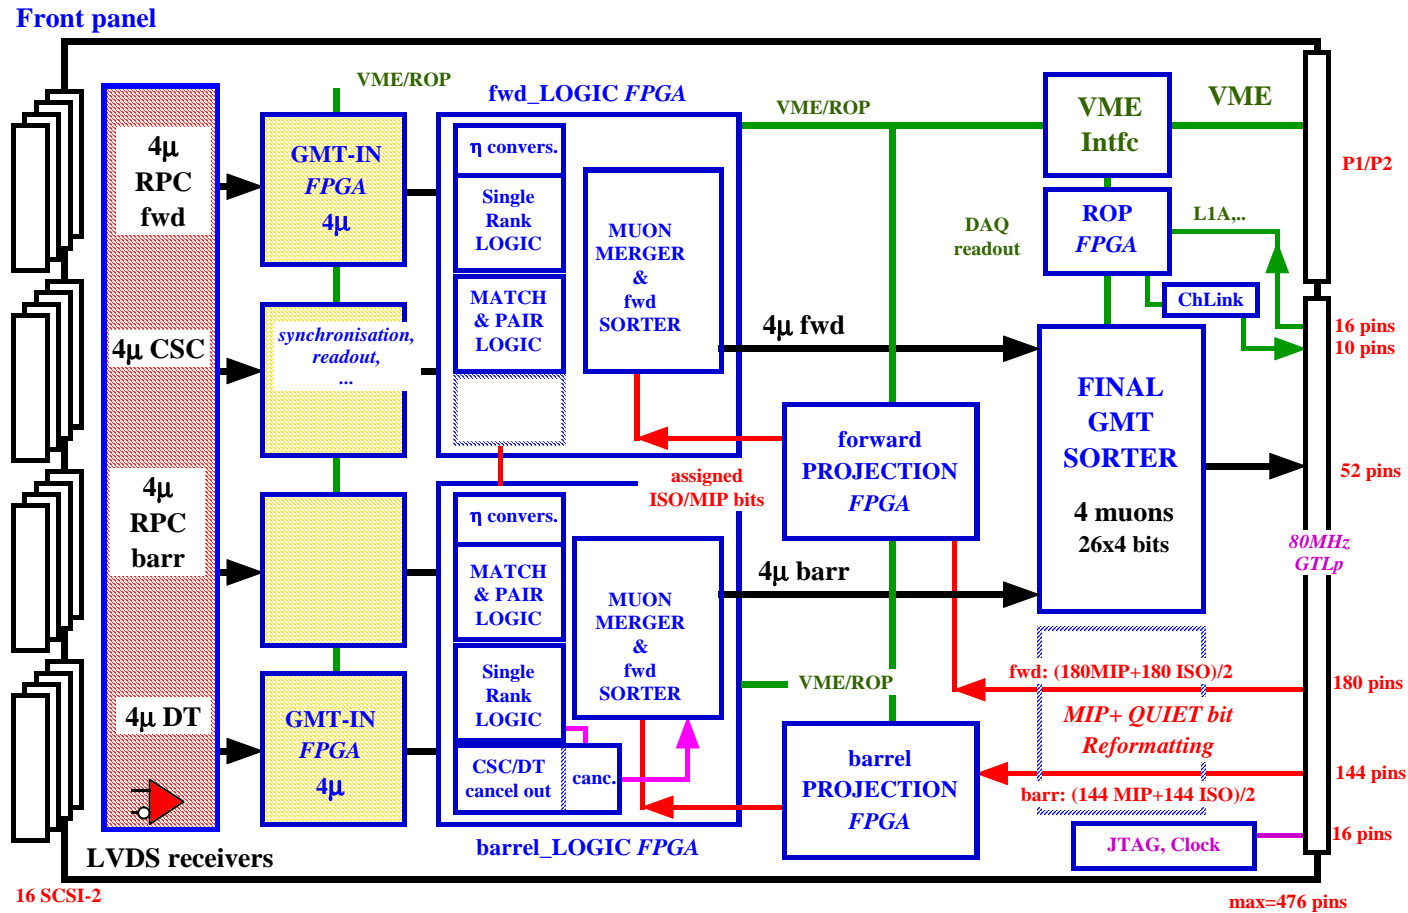 Front panel
VME/ROP
fwd_LOGIC FPGA
VME/ROP
VME
Intfc
VME
P1/P2
4μ
RPC
fwd
GMT-IN
FPGA
4μ
η convers.
Single
Rank
LOGIC
MATCH
& PAIR
LOGIC
MUON
MERGER
&
fwd
SORTER
DAQ
readout
ROP
FPGA
L1A,..
ChLink
16 pins
10 pins
4μ CSC
synchronisation,
readout,
...
4μ fwd
FINAL
GMT
SORTER
4 muons
26x4 bits
52 pins
forward
PROJECTION
FPGA
assigned
ISO/MIP bits
80MHz
GTLp
4μ
RPC
barr
η convers.
MATCH
& PAIR
LOGIC
Single
Rank
LOGIC
MUON
MERGER
&
fwd
SORTER
4μ barr
fwd: (180MIP+180 ISO)/2
180 pins
VME/ROP
MIP+ QUIET bit
Reformatting
4μ DT
GMT-IN
FPGA
4μ
CSC/DT
cancel out
canc.
barrel
PROJECTION
FPGA
144 pins
barr: (144 MIP+144 ISO)/2
JTAG, Clock
16 pins
LVDS receivers
barrel_LOGIC FPGA
16 SCSI-2
max=476 pins